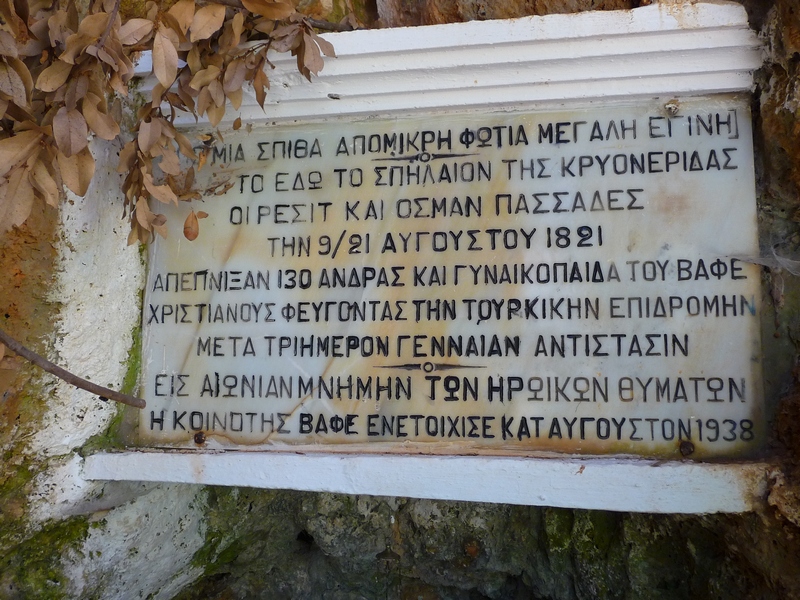 ΜΙΑ ΣΠΙΘΑ ΑΠΟΜΙΚΡΗ ΦΩΤΙΑ ΜΕΓΑΛΗ ΕΓΙΝΗ
ΤΟ ΕΔΩ ΤΟ ΣΠΗΛΑΙΟΝ ΤΗΣ ΚΡΥΟΝΕΡΙΔΑΣ
ΟΙ ΡΕΣΙΤ ΚΑΙ ΟΣΜΑΝ ΠΑΣΣΑΔΕΣ
ΤΗΝ 9/21 ΑΥΓΟΥΣΤΟΥ 1821
ΑΠΕΠΝΙΞΑΝ 130 ΑΝΔΡΑΣ ΚΑΙ ΓΥΝΑΙΚΟΠΑΙΔΑ ΤΟΥ ΒΑΦΕ
ΧΡΙΣΤΙΑΝΟΥΣ ΦΕΥΓΟΝΤΑΣ ΤΗΝ ΤΟΥΡΚΙΚΗΝ ΕΠΙΔΡΟΜΗΝ
ΜΕΤΑ ΤΡΙΗΜΕΡΟΝ ΓΕΝΝΑΙΑΝ ΑΝΤΙΣΤΑΣΙΝ
ΕΙΣ ΑΙΩΝΙΑΝ ΜΝΗΜΗΝ ΤΩΝ ΗΡΩΙΚΩΝ ΘΥΜΑΤΩΝ
Η ΚΟΙΝΟΤΗΣ ΒΑΦΕ ΕΝΕΤΟΙΧΙΣΕ ΚΑΤ ΑΥΓΟΥΣΤΟΝ 1938